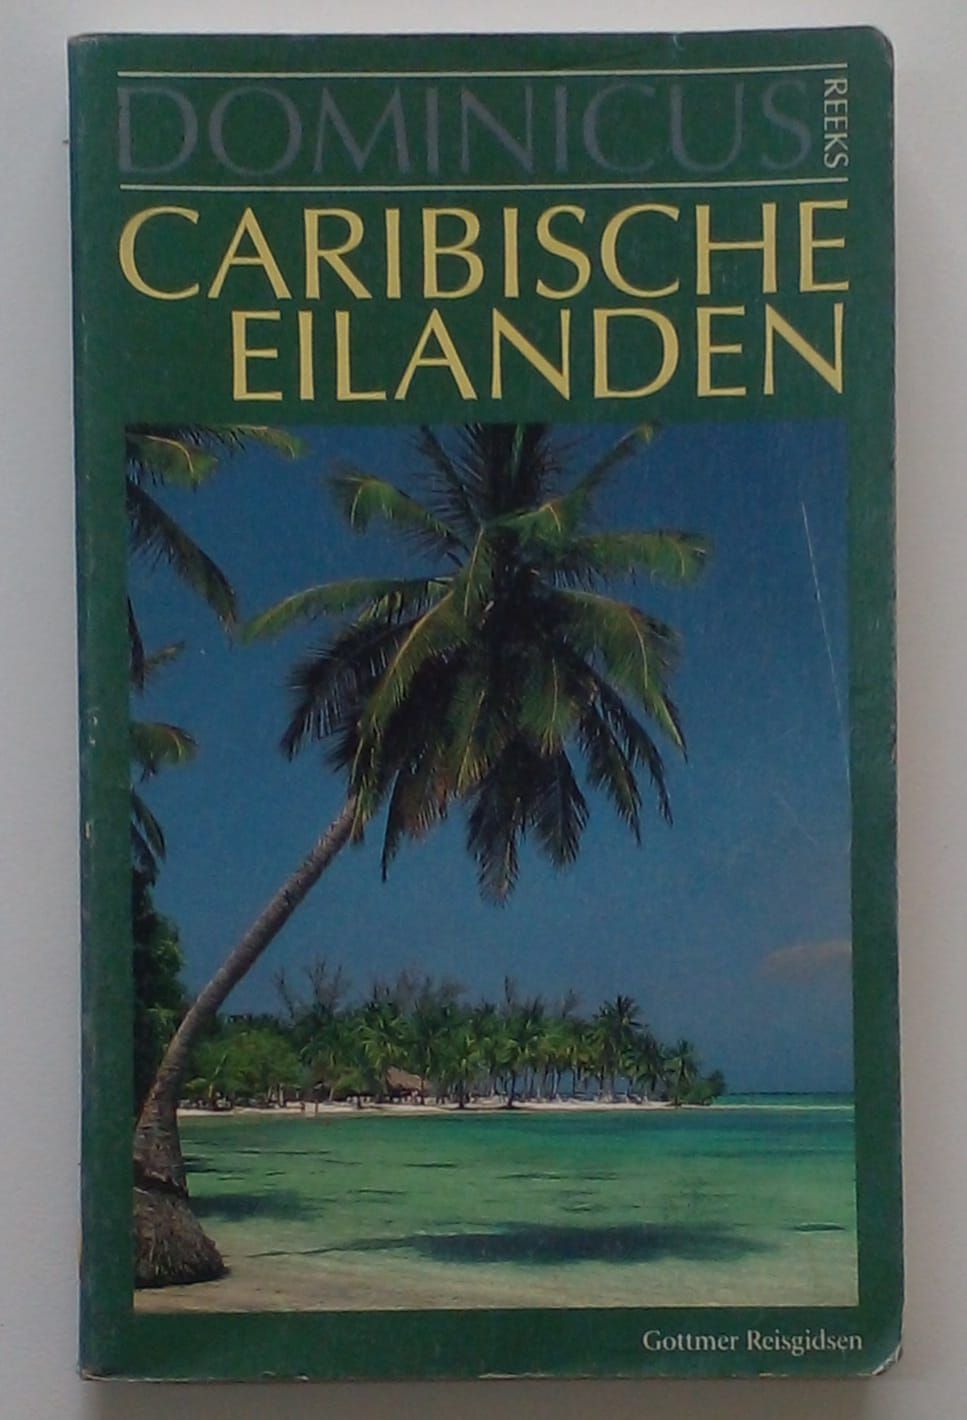 DOMINICUS
REEKS
CARIBISCHE
EILANDEN
Gottmer Reisgidsen